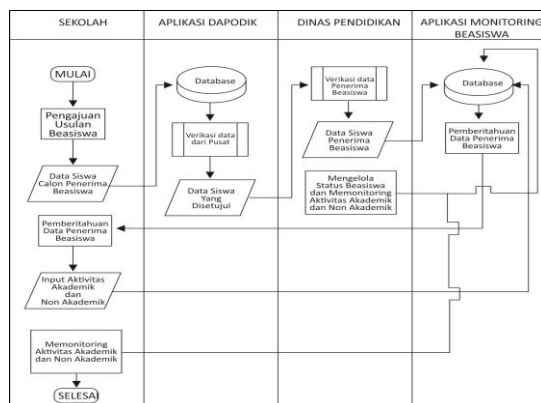 SEKOLAH
APLIKASI DAPODIK
DINAS PENDIDIKAN
APLIKASI MONITORING
BEASISWA
MULAI
Pengajuan
Usulan
Beasiswa
Data Siswa
Calon Penerima
Beasiswa
Pemberitahuan
Data Penerima
Beasiswa
Input Aktivitas
Akademik
dan
Non Akademik
Memonitoring
Aktivitas Akademik
dan Non Akademik
SELESAI
Database
Verifikasi data
dari Pusat
Data Siswa
Yang
Disetujui
Verifikasi data
Penerima
Beasiswa
Data Siswa
Penerima
Beasiswa
Mengelola
Status Beasiswa
dan Memonitoring
Aktivitas Akademik
dan Non Akademik
Database
Pemberitahuan
Data Penerima
Beasiswa